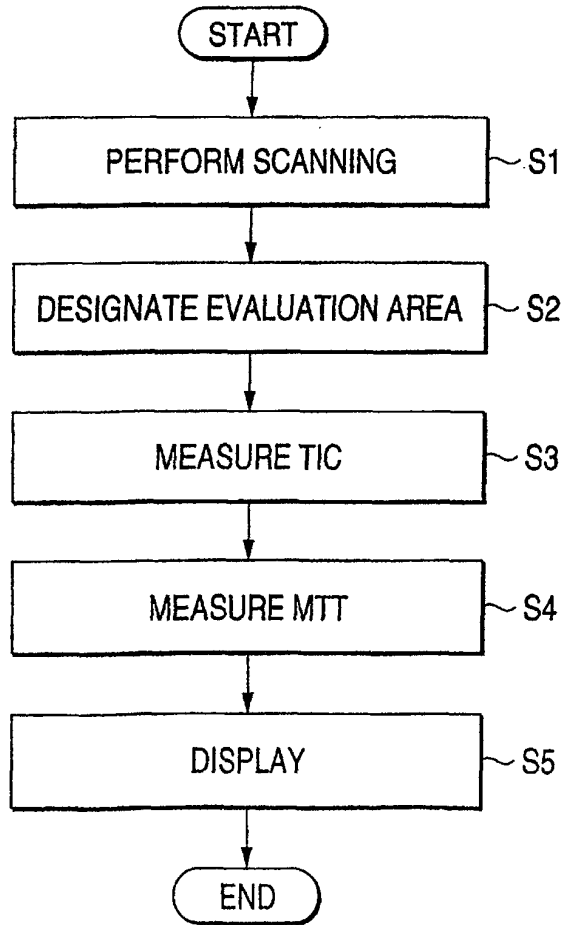 START
PERFORM SCANNING S1
DESIGNATE EVALUATION AREA S2
MEASURE TIC S3
MEASURE MTT S4
DISPLAY S5
END